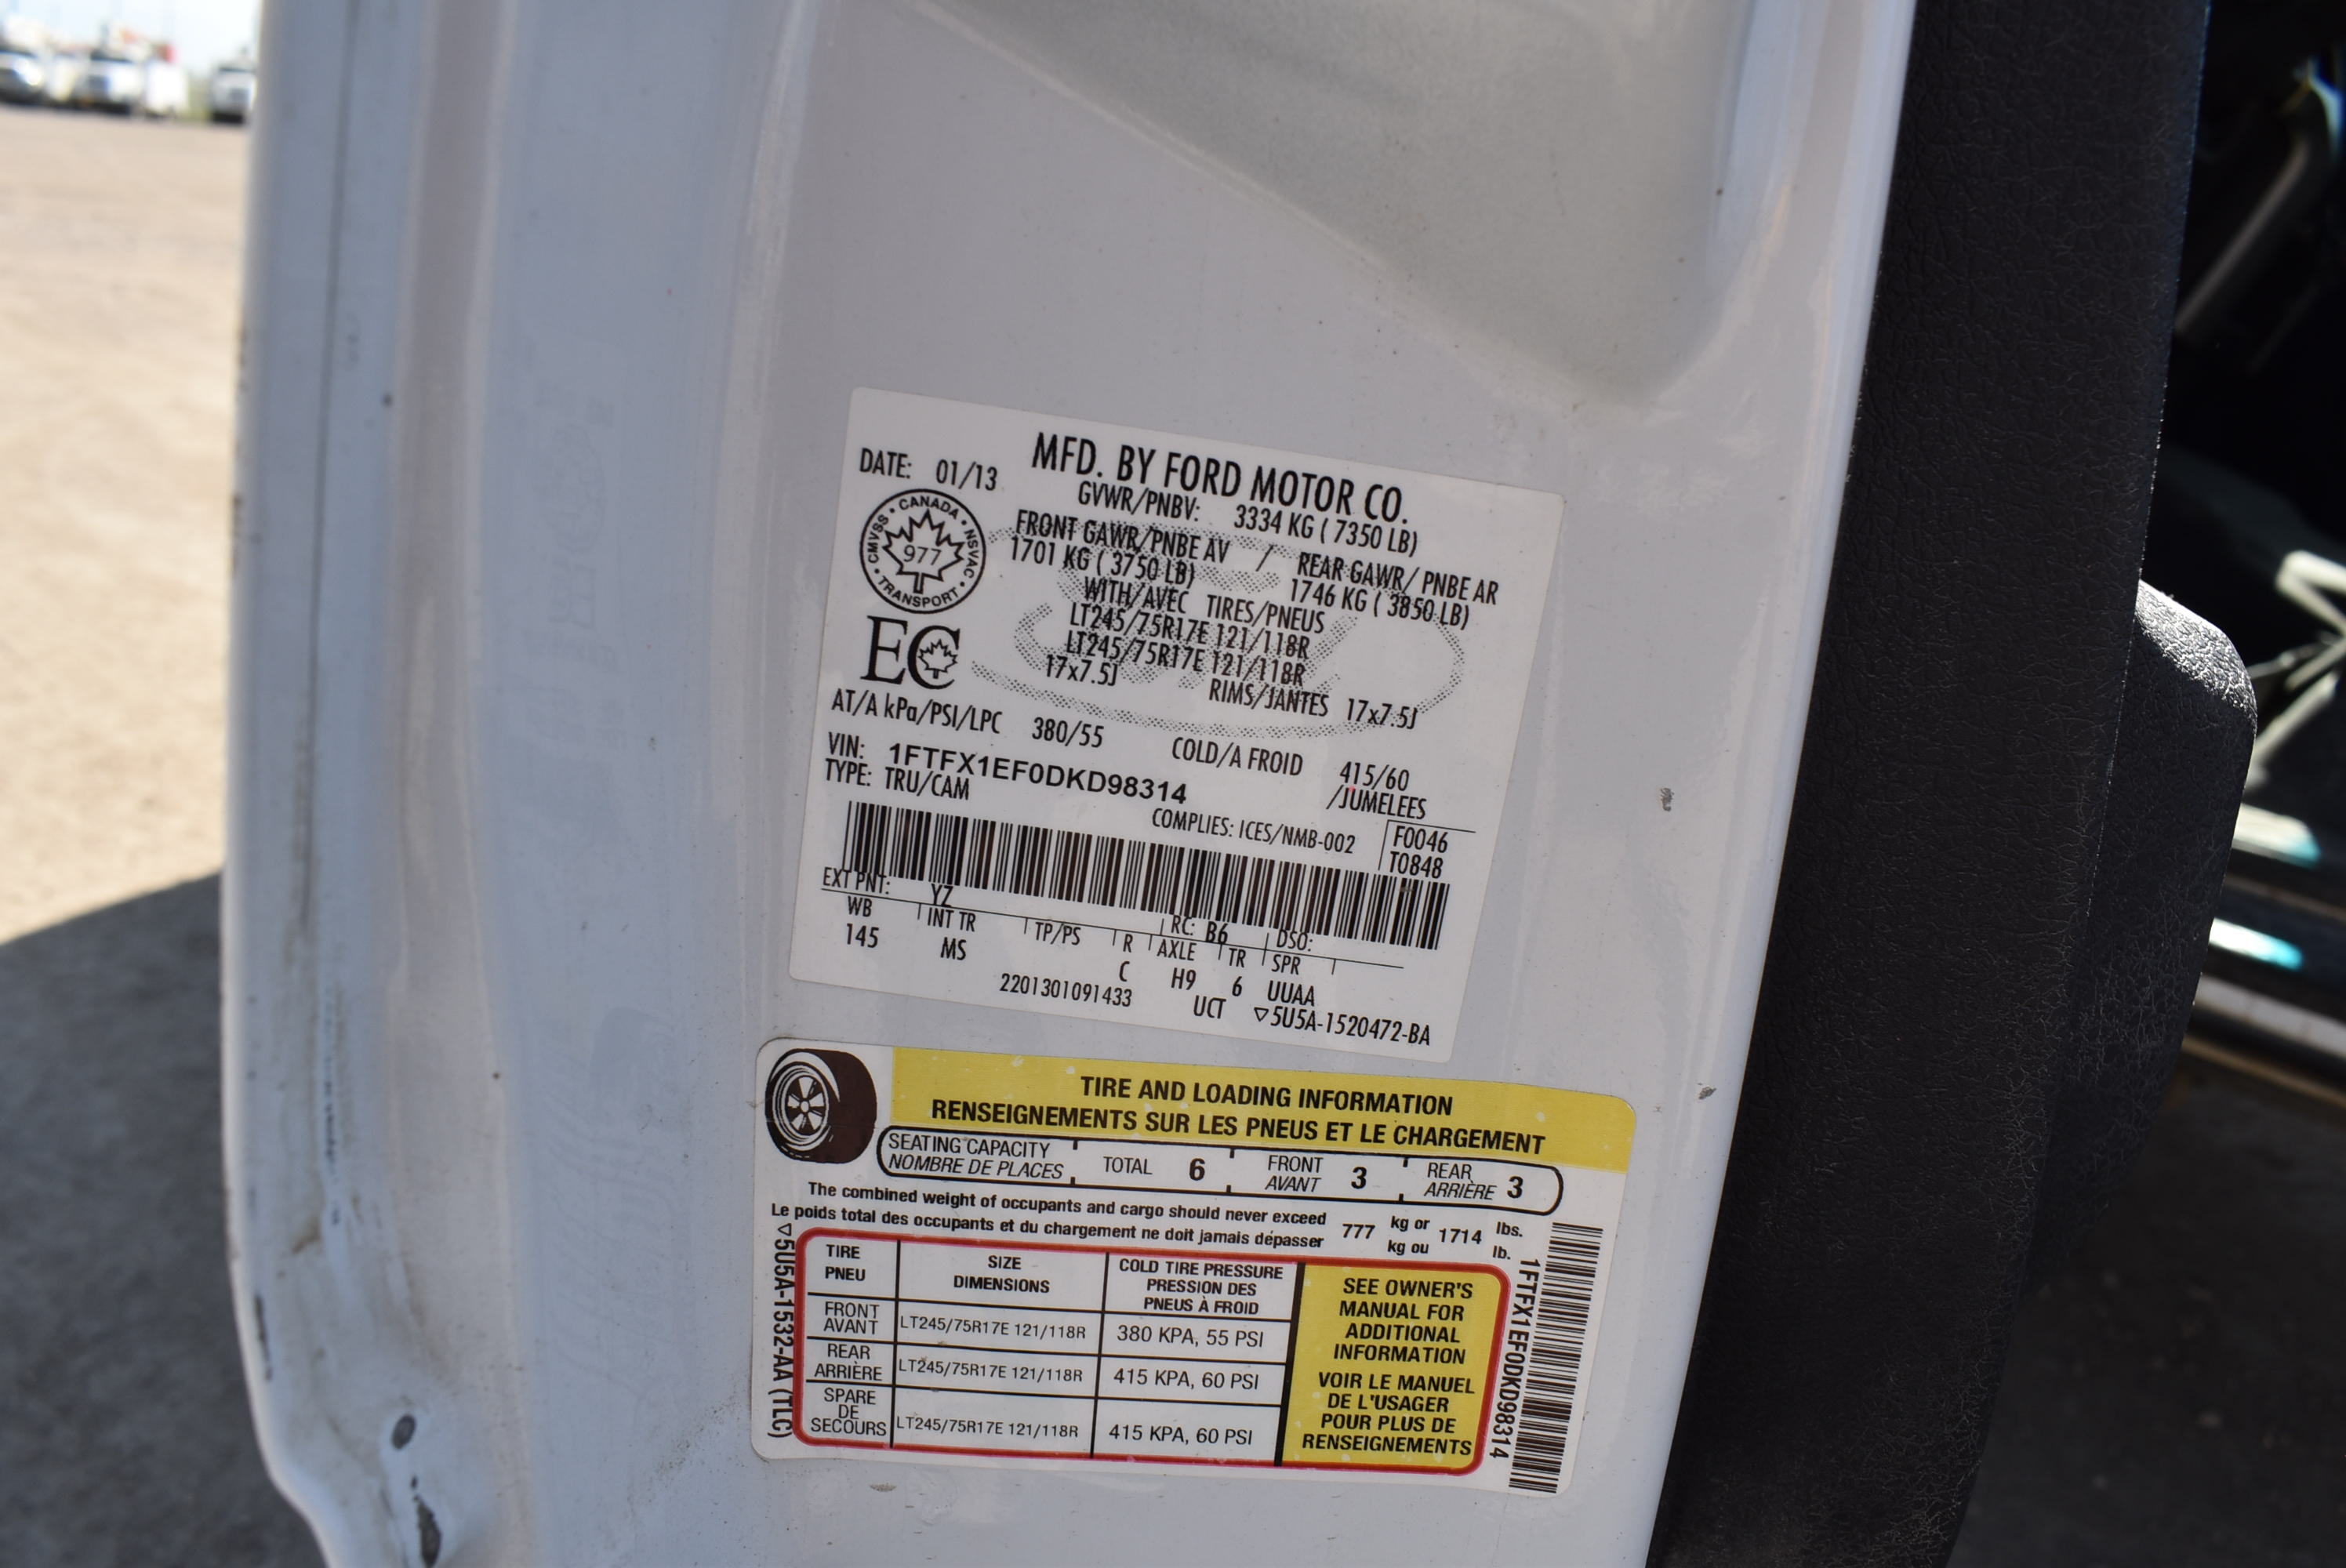 MFD. BY FORD MOTOR CO.
DATE: 01/13
GVWR/PNBV: 3334 KG ( 7350 LB)
FRONT GAWR/PNBE AV / REAR GAWR/ PNBE AR
1701 KG ( 3750 LB) 1746 KG ( 3850 LB)
WITH/AVEC TIRES/PNEUS
LT245/75R17E 121/118R
LT245/75R17E 121/118R
17x7.5J RIMS/JANTES 17x7.5J
CANADA • NSVAC • TRANSPORT • CMVSS •
977
EC
AT/A kPa/PSI/LPC 380/55 COLD/A FROID 415/60
VIN: 1FTFX1EF0DKD98314 /JUMELEES
TYPE: TRU/CAM
COMPLIES: ICES/NMB-002 F0046
T0848
EXT PNT: YZ RC: B6 DSO:
WB INT TR TP/PS R AXLE TR SPR
145 MS C H9 6 UUAA
2201301091433 UCT ▽5U5A-1520472-BA
TIRE AND LOADING INFORMATION
RENSEIGNEMENTS SUR LES PNEUS ET LE CHARGEMENT
SEATING CAPACITY TOTAL 6 FRONT 3 REAR 3
NOMBRE DE PLACES AVANT ARRIÈRE
The combined weight of occupants and cargo should never exceed 777 kg or 1714 lbs.
Le poids total des occupants et du chargement ne doit jamais dépasser kg ou lb.
TIRE SIZE COLD TIRE PRESSURE
PNEU DIMENSIONS PRESSION DES
PNEUS À FROID
FRONT
AVANT LT245/75R17E 121/118R 380 KPA, 55 PSI
REAR
ARRIÈRE LT245/75R17E 121/118R 415 KPA, 60 PSI
SPARE
DE
SECOURS LT245/75R17E 121/118R 415 KPA, 60 PSI
SEE OWNER'S
MANUAL FOR
ADDITIONAL
INFORMATION
VOIR LE MANUEL
DE L'USAGER
POUR PLUS DE
RENSEIGNEMENTS
▽5U5A-1532-AA (TLC)
1FTFX1EF0DKD98314